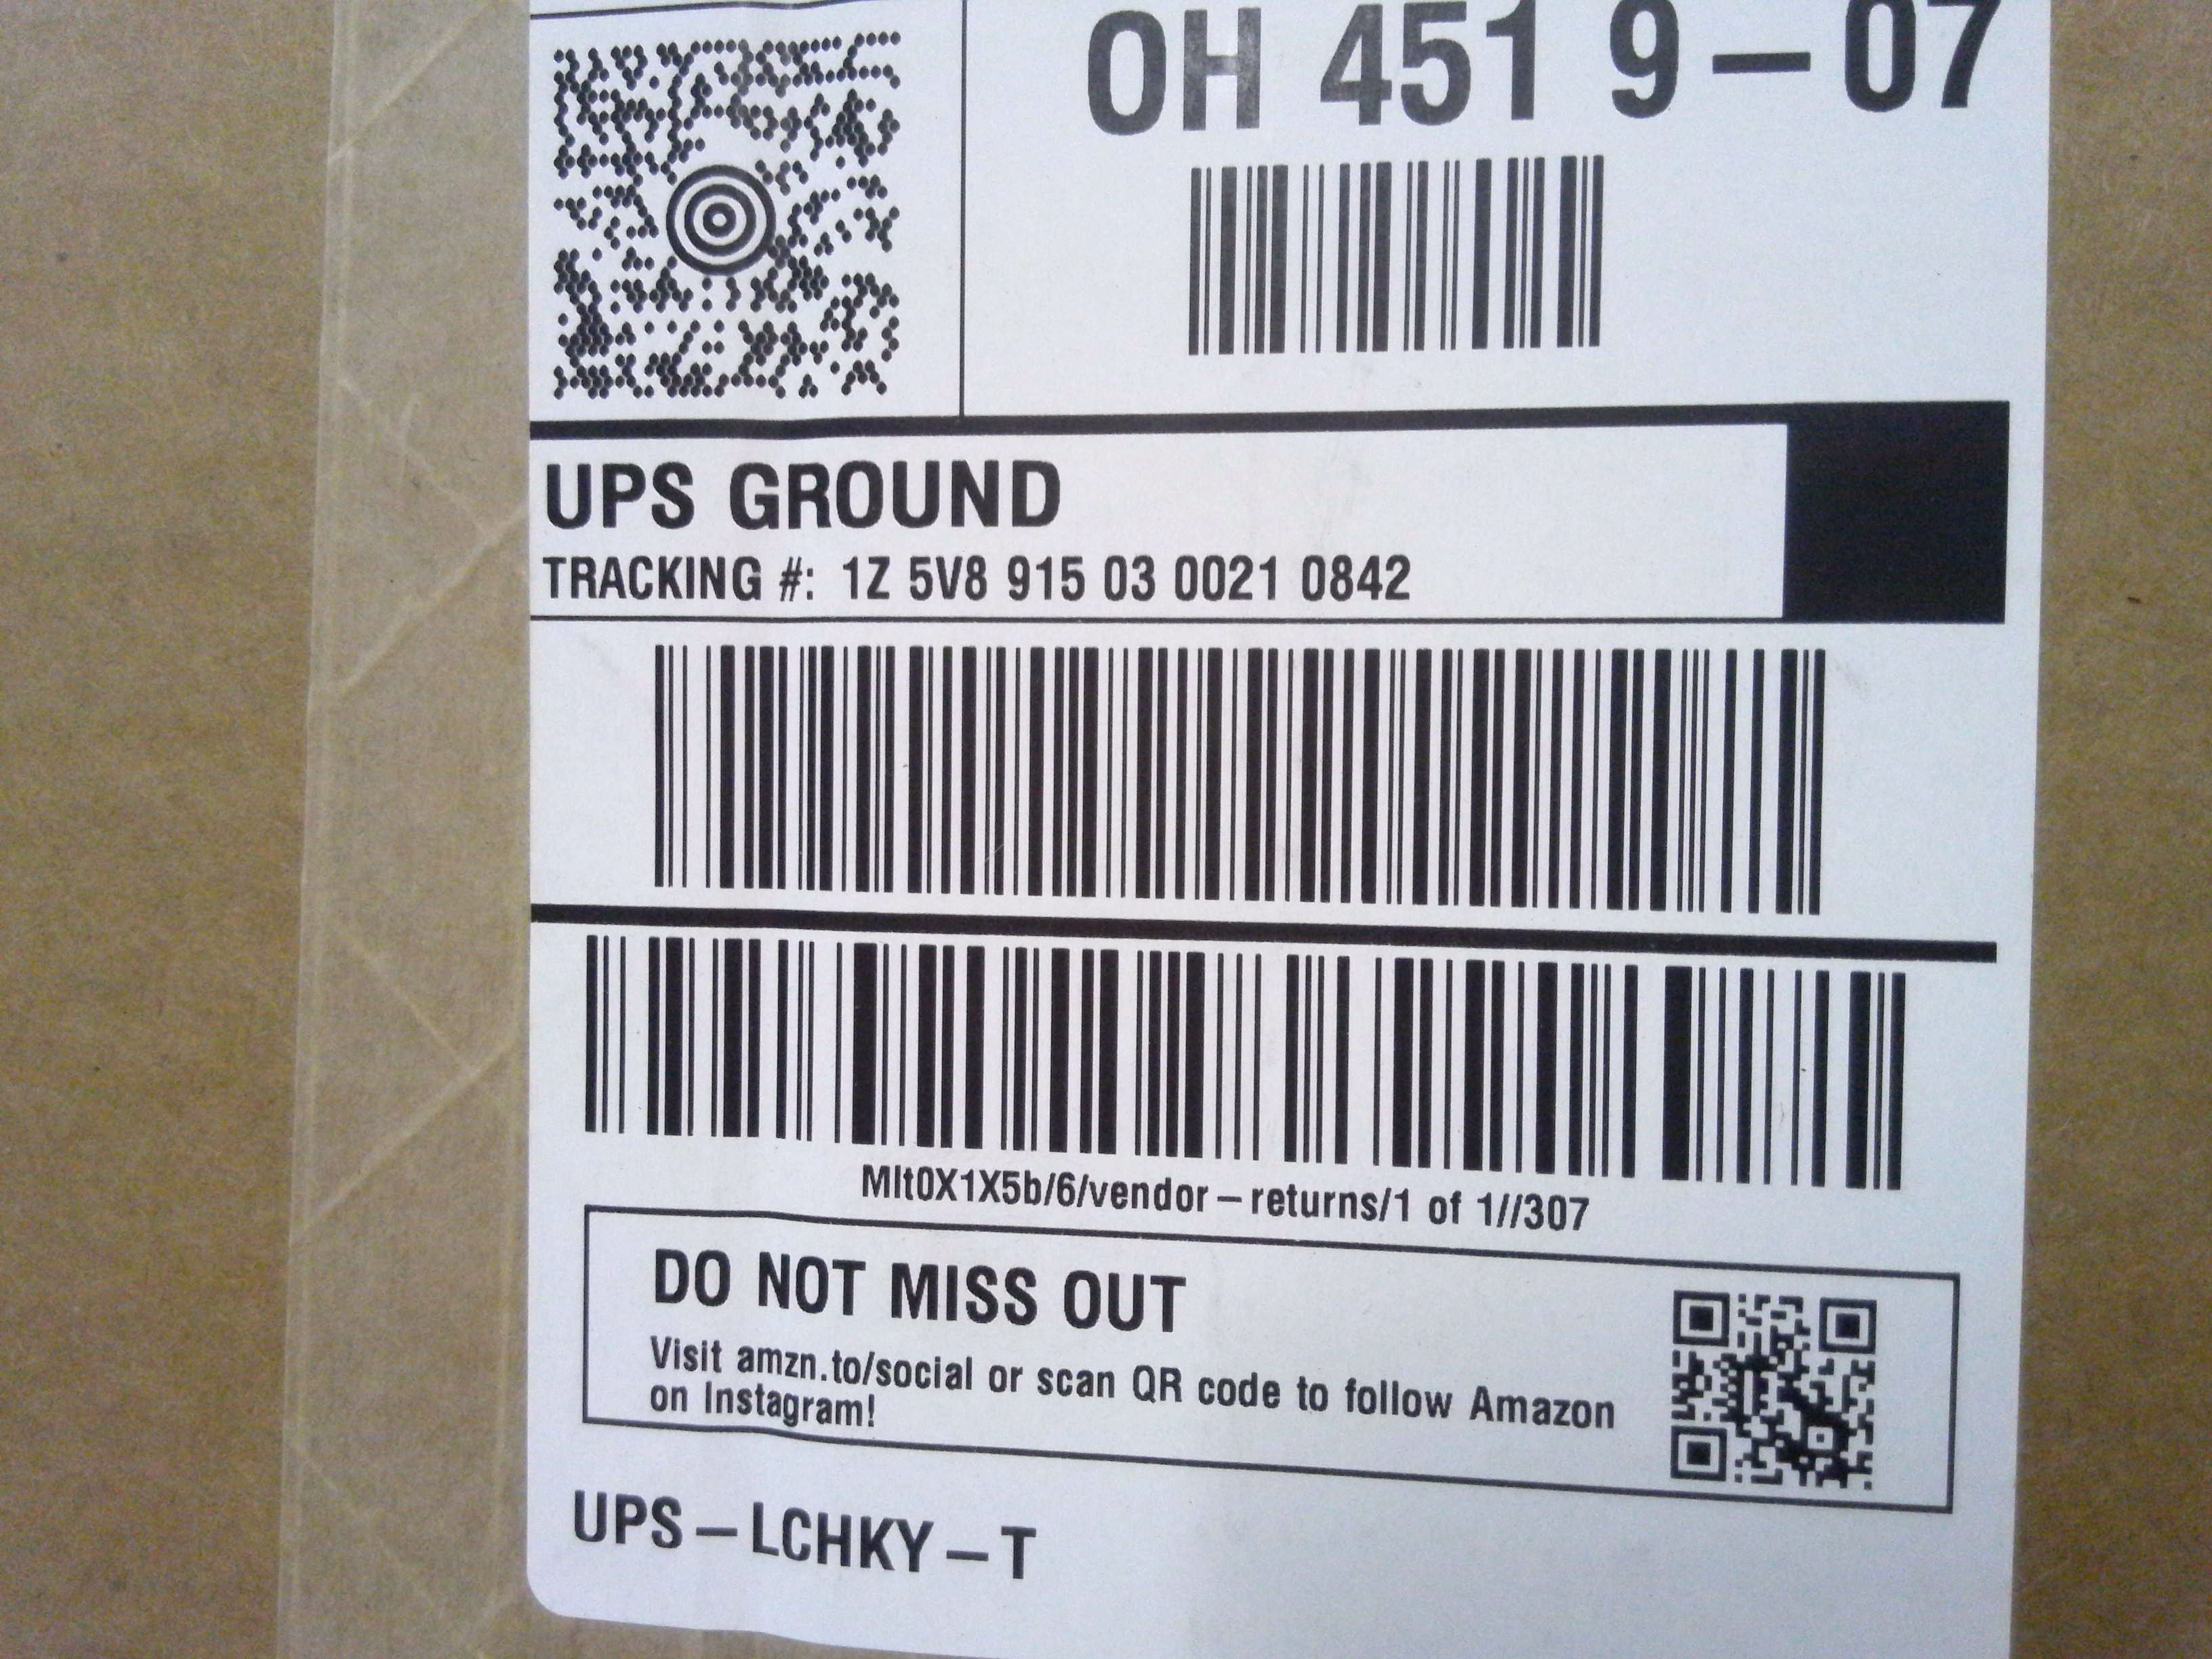 OH 451 9-07
UPS GROUND
TRACKING #: 1Z 5V8 915 03 0021 0842
MIt0X1X5b/6/vendor-returns/1 of 1//307
DO NOT MISS OUT
Visit amzn.to/social or scan QR code to follow Amazon
on Instagram!
UPS-LCHKY-T